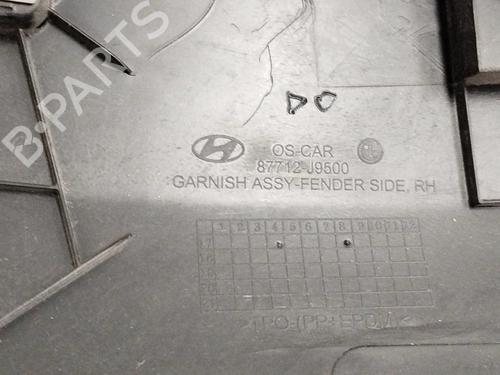 B-PARTS
OS-CAR
87712-J9500
GARNISH ASSY-FENDER SIDE, RH
1 2 3 4 5 6 7 8 9 10 11 12
17